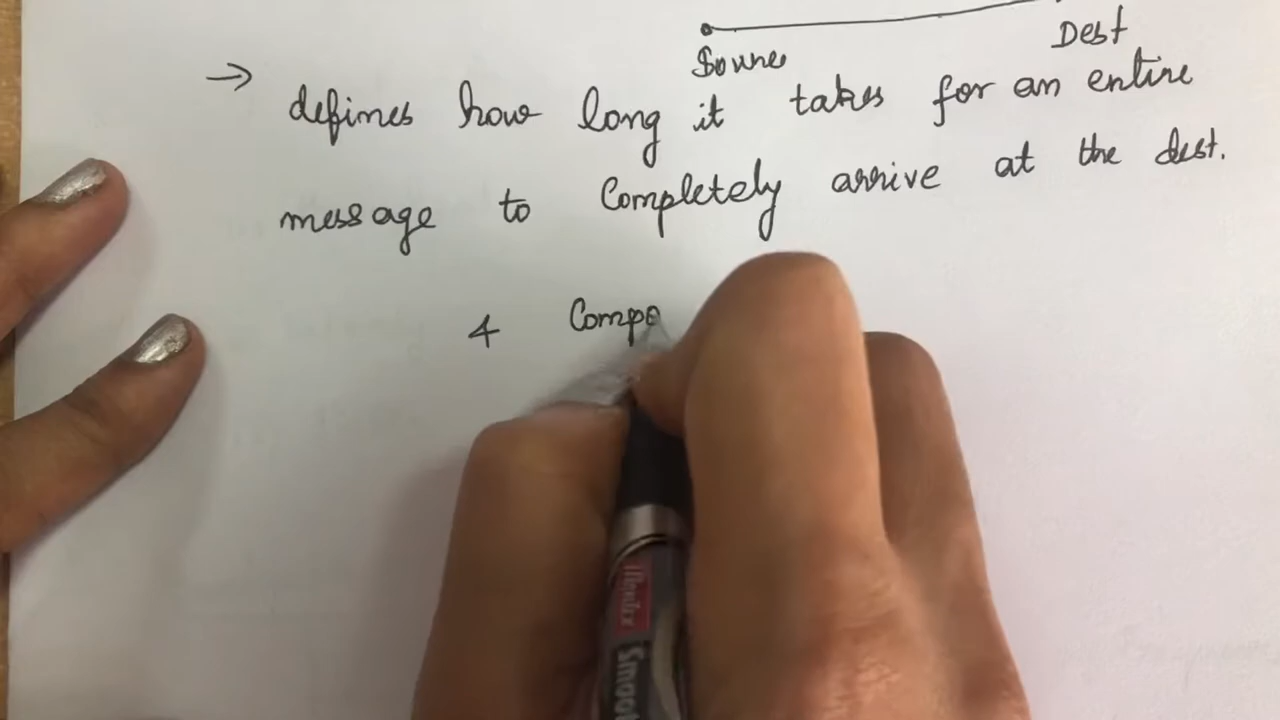 Source Dest
→ defines how long it takes for an entire
message to Completely arrive at the dest.
4 Compo
Smoot